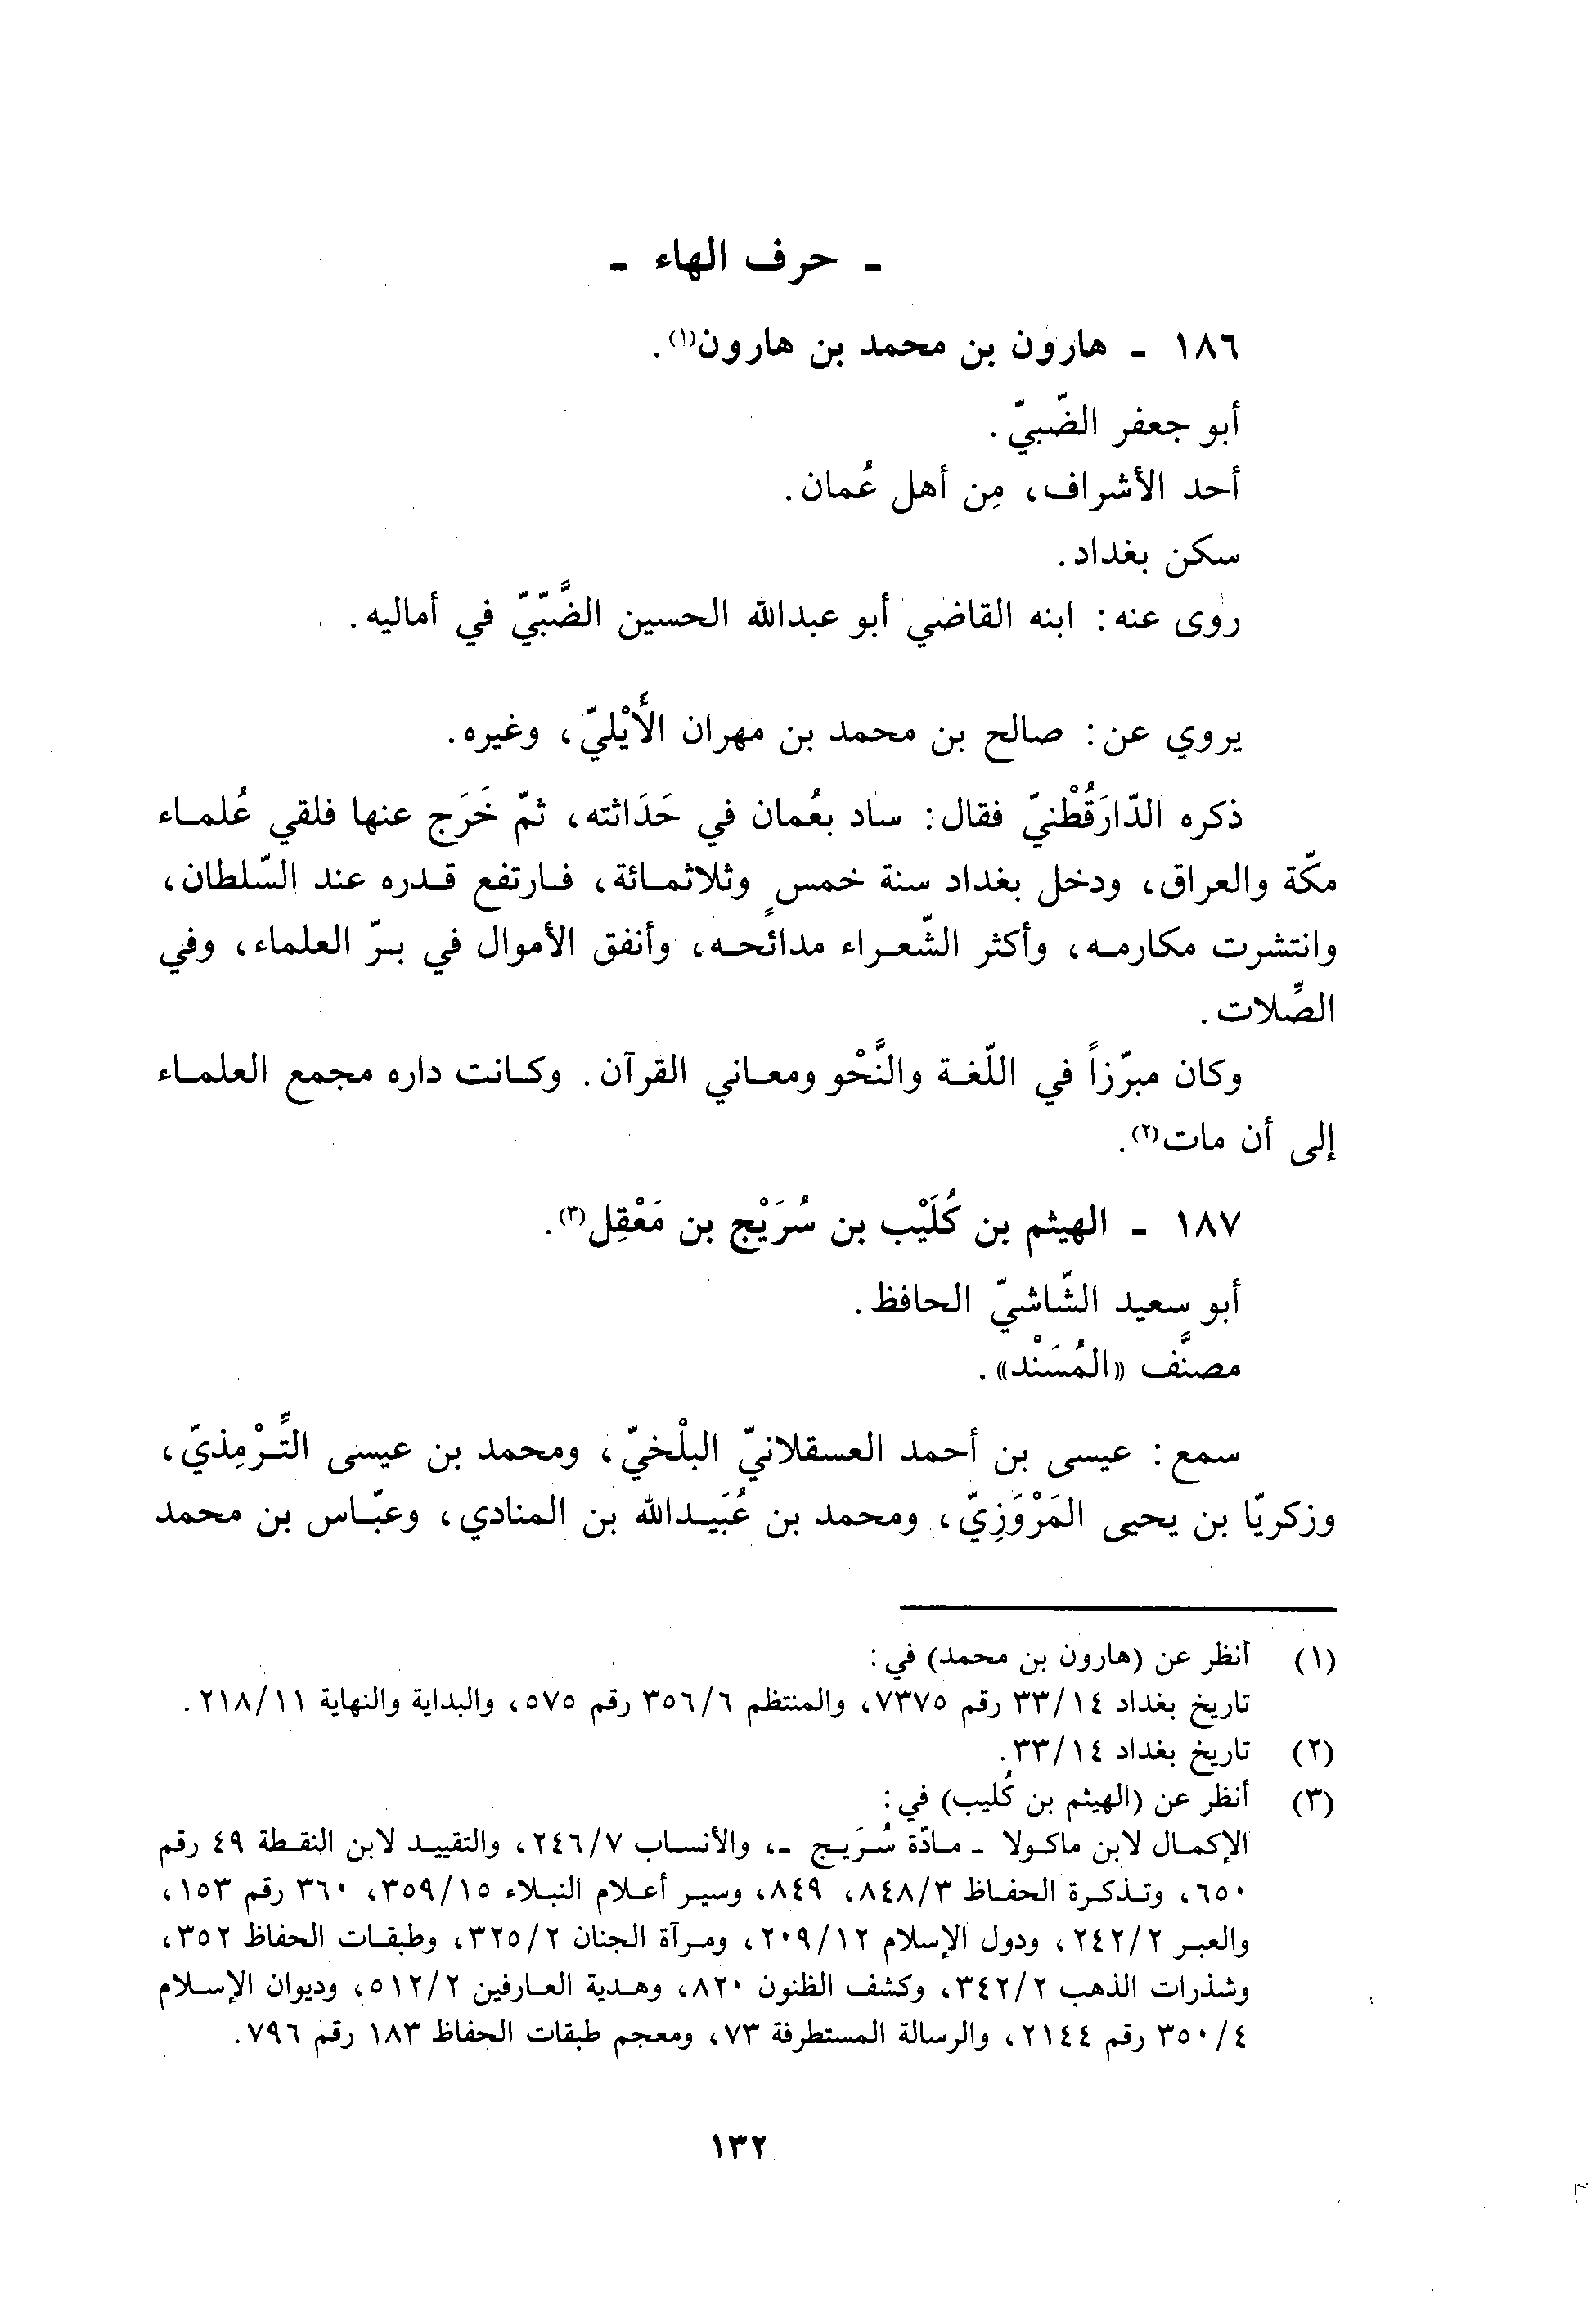 - حرف الهاء -
١٨٦ - هارون بن محمد بن هارون(١).
أبو جعفر الضّبيّ.
أحد الأشراف، مِن أهل عُمان.
سكن بغداد.
روى عنه: ابنه القاضي أبو عبدالله الحسين الضَّبّيّ في أماليه.
يروي عن: صالح بن محمد بن مهران الأَيْليّ، وغيره.
ذكره الدّارَقُطْنيّ فقال: ساد بعُمان في حَدَاثته، ثمّ خَرَج عنها فلقي عُلماء
مكّة والعراق، ودخل بغداد سنة خمسٍ وثلاثمائة، فارتفع قدره عند السّلطان،
وانتشرت مكارمه، وأكثر الشّعراء مدائحه، وأنفق الأموال في برّ العلماء، وفي
الصِّلات.
وكان مبرّزاً في اللّغة والنَّحْو ومعاني القرآن. وكانت داره مجمع العلماء
إلى أن مات(٢).
١٨٧ - الهيثم بن كُلَيْب بن سُرَيْج بن مَعْقِل(٣).
أبو سعيد الشّاشيّ الحافظ.
مصنَّف «المُسَنْد».
سمع: عيسى بن أحمد العسقلانيّ البلْخيّ، ومحمد بن عيسى التِّرْمِذيّ،
وزكريّا بن يحيى المَرْوَزِيّ، ومحمد بن عُبَيدالله بن المنادي، وعبّاس بن محمد
(١) أنظر عن (هارون بن محمد) في:
تاريخ بغداد ٣٣/١٤ رقم ٧٣٧٥، والمنتظم ٣٥٦/٦ رقم ٥٧٥، والبداية والنهاية ٢١٨/١١.
(٢) تاريخ بغداد ٣٣/١٤.
(٣) أنظر عن (الهيثم بن كُليب) في:
الإكمال لابن ماكولا - مادّة سُرَيج -، والأنساب ٢٤٦/٧، والتقييد لابن النقطة ٤٩ رقم
٦٥٠، وتذكرة الحفاظ ٨٤٨/٣، ٨٤٩، وسير أعلام النبلاء ٣٥٩/١٥، ٣٦٠ رقم ١٥٣،
والعبر ٢٤٢/٢، ودول الإسلام ٢٠٩/١٢، ومرآة الجنان ٣٢٥/٢، وطبقات الحفاظ ٣٥٢،
وشذرات الذهب ٣٤٢/٢، وكشف الظنون ٨٢٠، وهدية العارفين ٥١٢/٢، وديوان الإسلام
٣٥٠/٤ رقم ٢١٤٤، والرسالة المستطرفة ٧٣، ومعجم طبقات الحفاظ ١٨٣ رقم ٧٩٦.
١٣٢